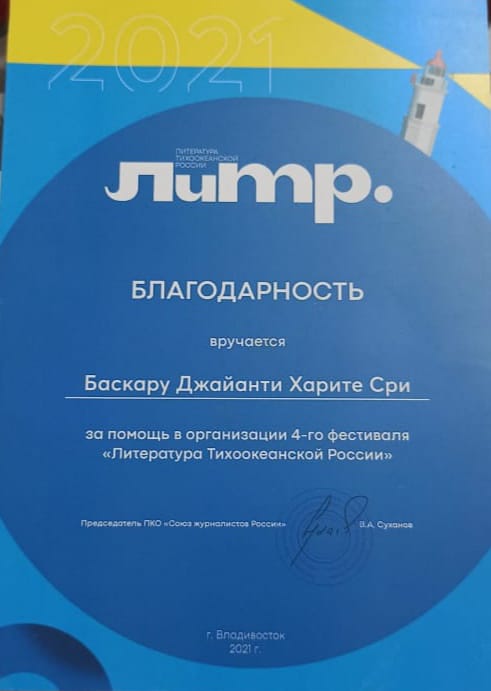 2021
ЛИТЕРАТУРА
ТИХООКЕАНСКОЙ
РОССИИ
Литр.
БЛАГОДАРНОСТЬ
вручается
Баскару Джайанти Харите Сри
за помощь в организации 4-го фестиваля
«Литература Тихоокеанской России»
Председатель ПКО «Союз журналистов России»
В.А. Суханов
г. Владивосток
2021 г.